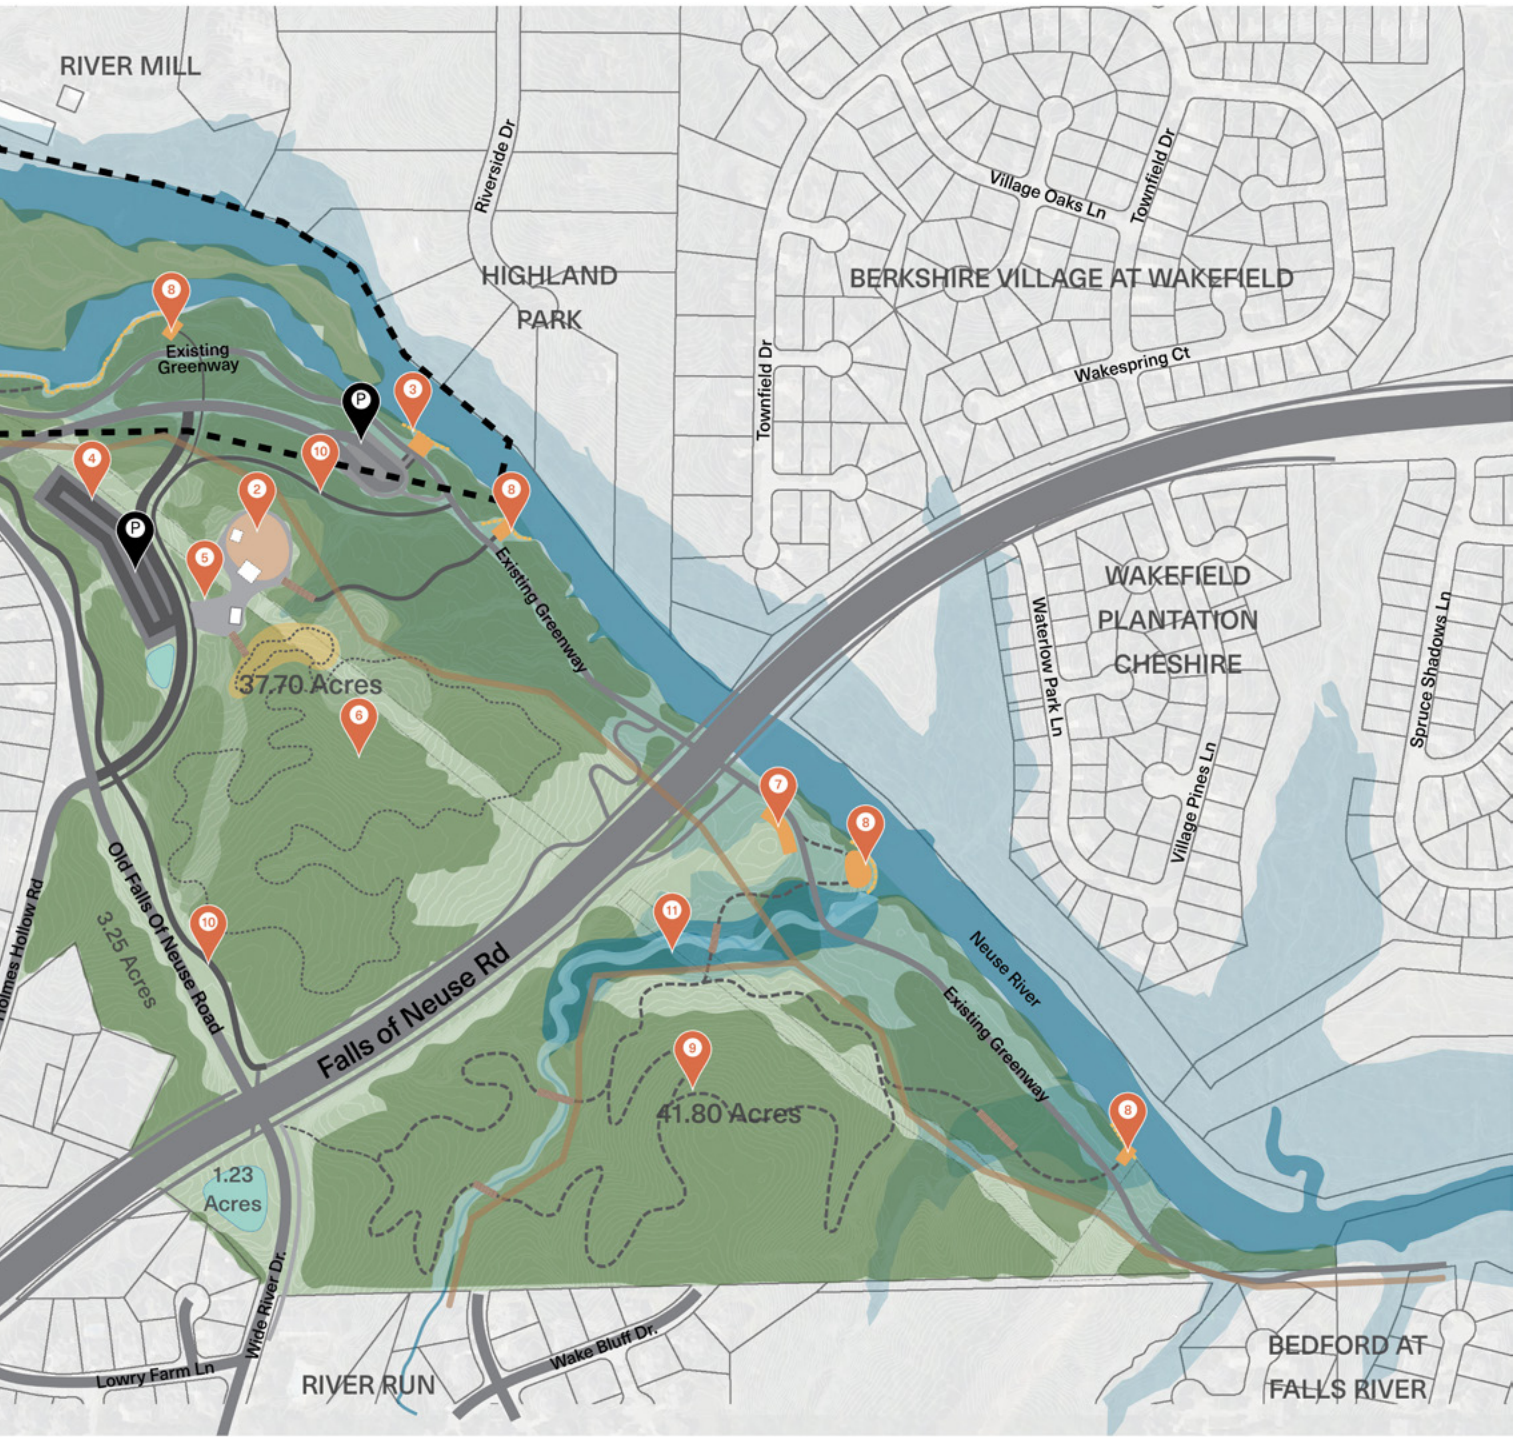 RIVER MILL
Riverside Dr
Village Oaks Ln
Townfield Dr
HIGHLAND
PARK
BERKSHIRE VILLAGE AT WAKEFIELD
8
Existing
Greenway
Townfield Dr
Wakespring Ct
P
3
4
10
2
8
P
5
Existing Greenway
WAKEFIELD
PLANTATION
CHESHIRE
Waterlow Park Ln
Spruce Shadows Ln
37.70 Acres
6
Village Pines Ln
7
8
Old Falls Of Neuse Road
Holmes Hollow Rd
3.25 Acres
10
11
Falls of Neuse Rd
Neuse River
Existing Greenway
9
41.80 Acres
8
1.23
Acres
Wide River Dr.
Lowry Farm Ln
RIVER RUN
Wake Bluff Dr.
BEDFORD AT
FALLS RIVER